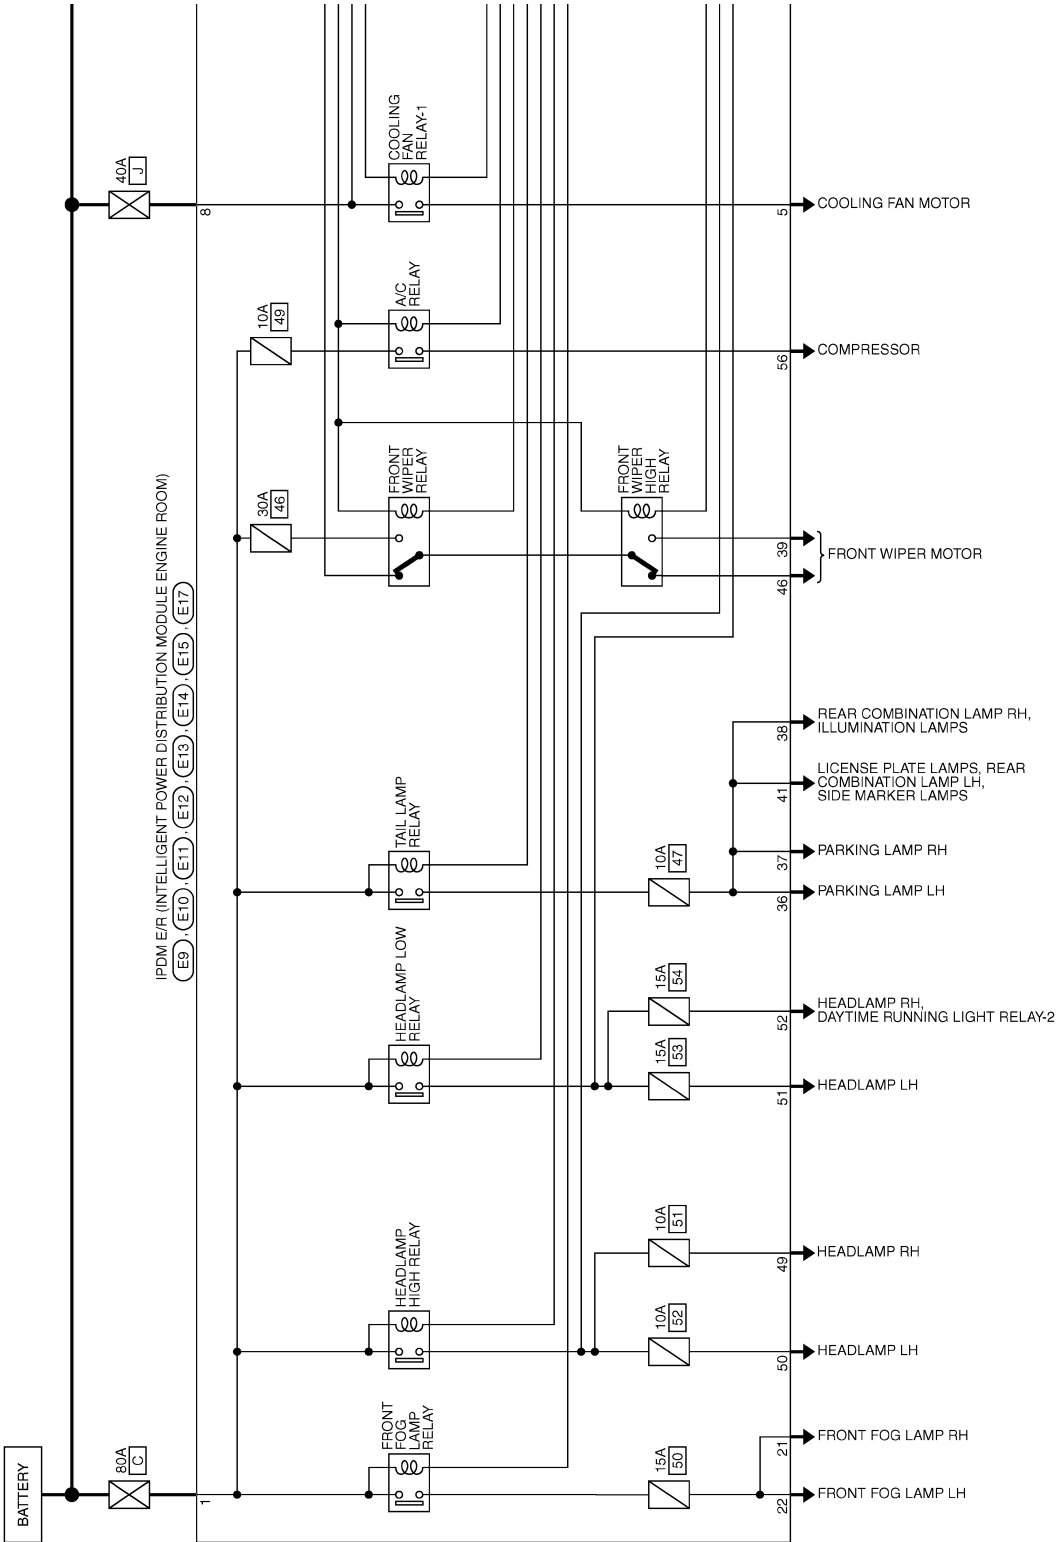 40A
J
8
COOLING
FAN
RELAY-1
5
COOLING FAN MOTOR
10A
49
A/C
RELAY
56
COMPRESSOR
30A
46
FRONT
WIPER
RELAY
FRONT
WIPER
HIGH
RELAY
39
46
FRONT WIPER MOTOR
IPDM E/R (INTELLIGENT POWER DISTRIBUTION MODULE ENGINE ROOM)
E9 , E10 , E11 , E12 , E13 , E14 , E15 , E17
38
REAR COMBINATION LAMP RH,
ILLUMINATION LAMPS
41
LICENSE PLATE LAMPS, REAR
COMBINATION LAMP LH,
SIDE MARKER LAMPS
TAIL LAMP
RELAY
10A
47
37
PARKING LAMP RH
36
PARKING LAMP LH
HEADLAMP LOW
RELAY
15A
54
52
HEADLAMP RH,
DAYTIME RUNNING LIGHT RELAY-2
15A
53
51
HEADLAMP LH
HEADLAMP
HIGH RELAY
10A
51
49
HEADLAMP RH
10A
52
50
HEADLAMP LH
BATTERY
80A
C
1
FRONT
FOG
LAMP
RELAY
15A
50
21
FRONT FOG LAMP RH
22
FRONT FOG LAMP LH